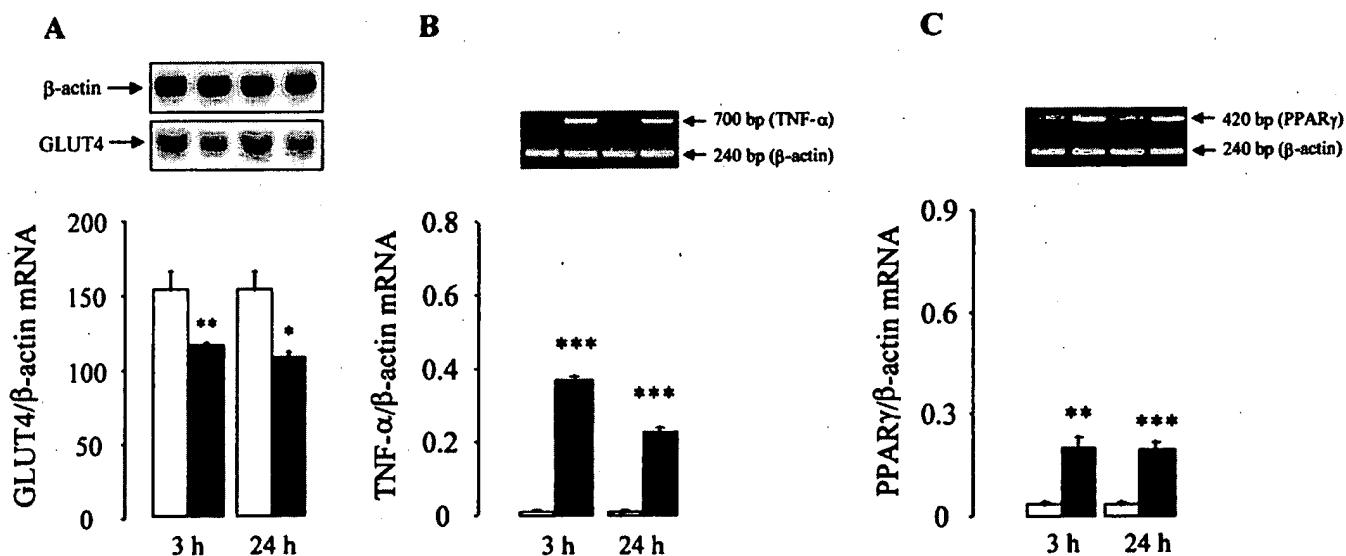 A
β-actin
GLUT4
GLUT4/β-actin mRNA
200
150
100
50
0
**
*
3 h
24 h
B
700 bp (TNF-α)
240 bp (β-actin)
TNF-α/β-actin mRNA
0.8
0.6
0.4
0.2
0
***
***
3 h
24 h
C
420 bp (PPARγ)
240 bp (β-actin)
PPARγ/β-actin mRNA
0.9
0.6
0.3
0
**
***
3 h
24 h